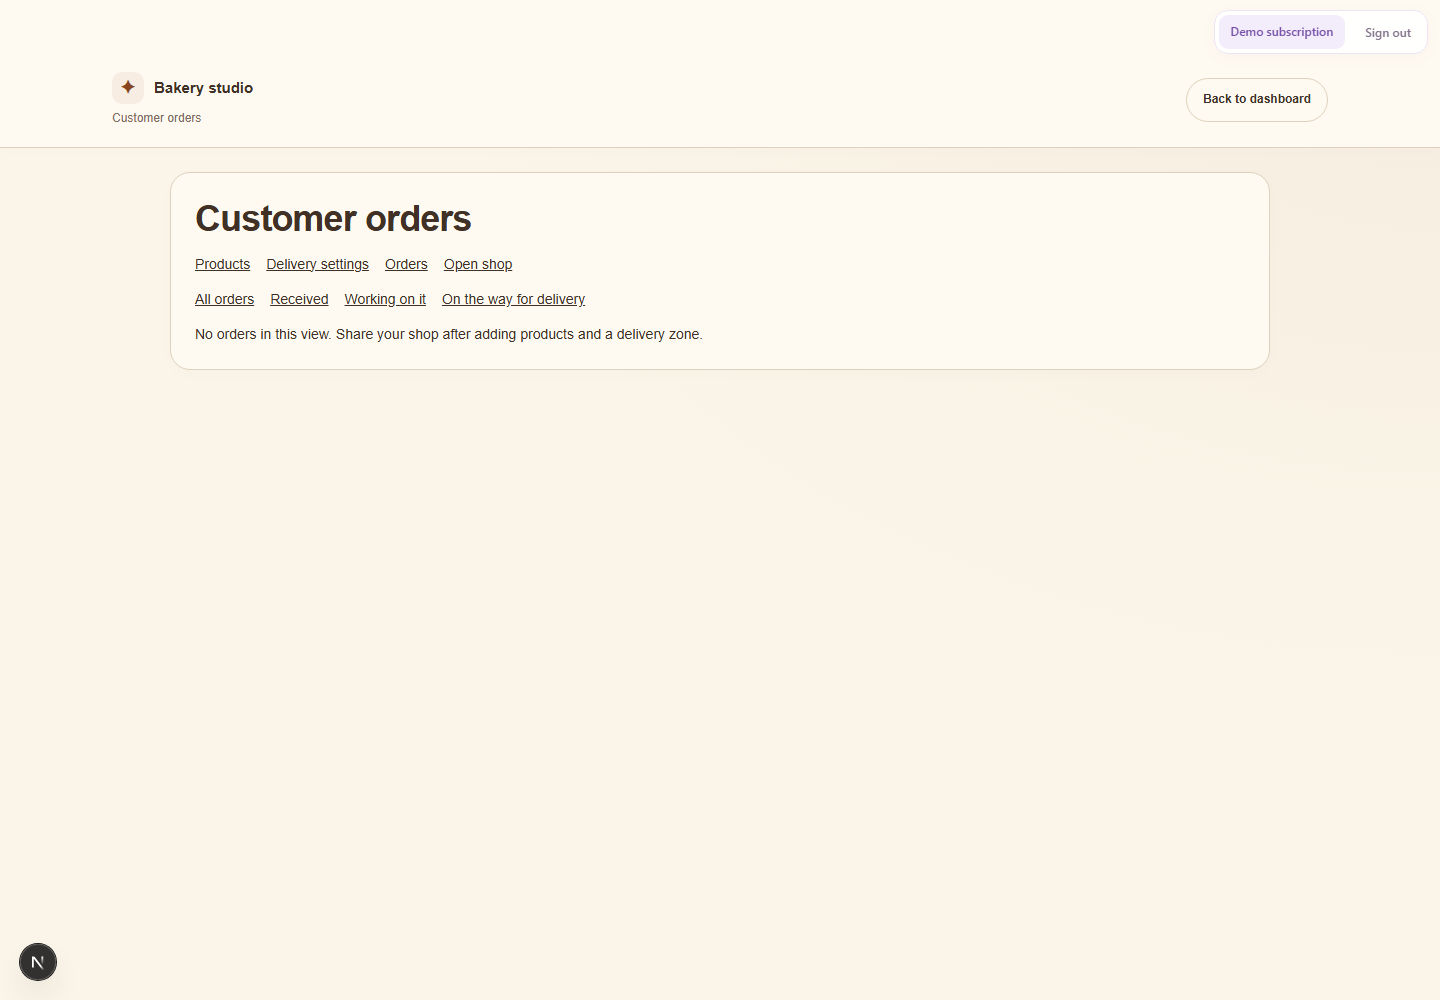 Demo subscription Sign out
Bakery studio
Customer orders
Back to dashboard
Customer orders
Products Delivery settings Orders Open shop
All orders Received Working on it On the way for delivery
No orders in this view. Share your shop after adding products and a delivery zone.
N